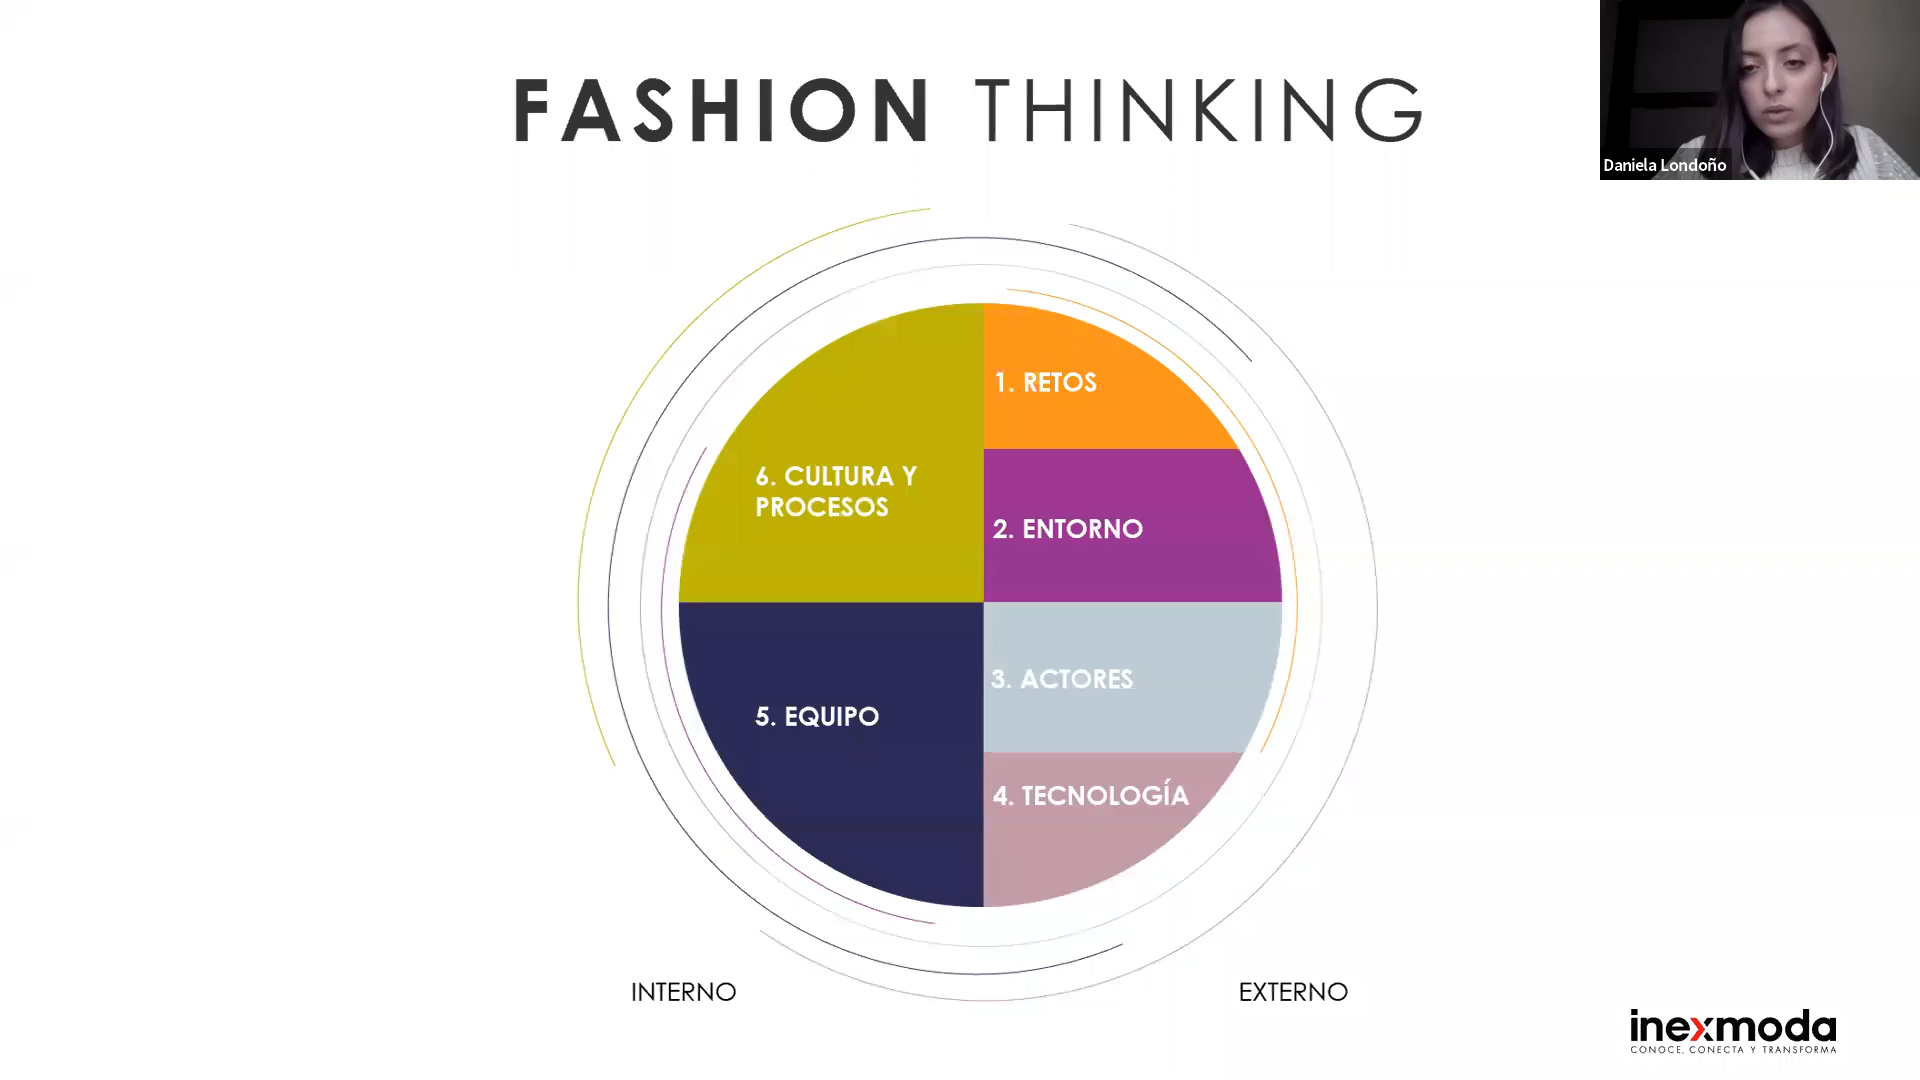 FASHION THINKING
Daniela Londoño
1. RETOS
2. ENTORNO
3. ACTORES
4. TECNOLOGÍA
5. EQUIPO
6. CULTURA Y
PROCESOS
INTERNO
EXTERNO
inexmoda
CONOCE, CONECTA Y TRANSFORMA